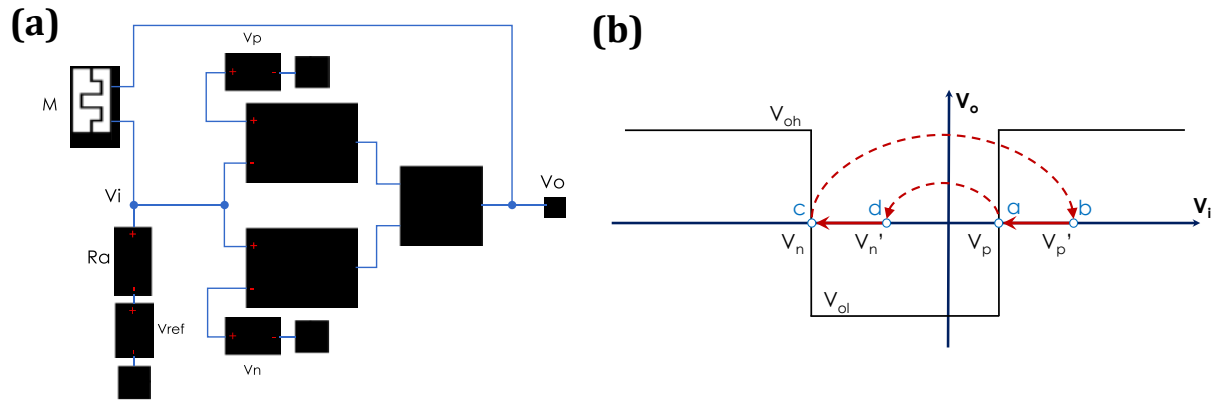 (a)
Vp
+ -
M
+
-
Vi
Vo
+
Ra
-
+
-
+
Vref
-
+ -
Vn
(b)
Vo
Voh
c d a b
Vi
Vn Vn’ Vp Vp’
Vol